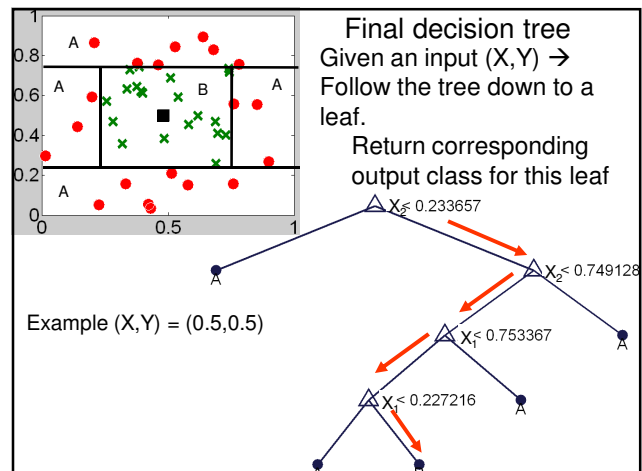 Final decision tree
Given an input (X,Y) →
Follow the tree down to a
leaf.
Return corresponding
output class for this leaf
1
0.8
0.6
0.4
0.2
0
0
0.5
1
A
A
B
A
A
X2 < 0.233657
A
X2 < 0.749128
Example (X,Y) = (0.5,0.5)
A
X1 < 0.753367
A
X1 < 0.227216
A